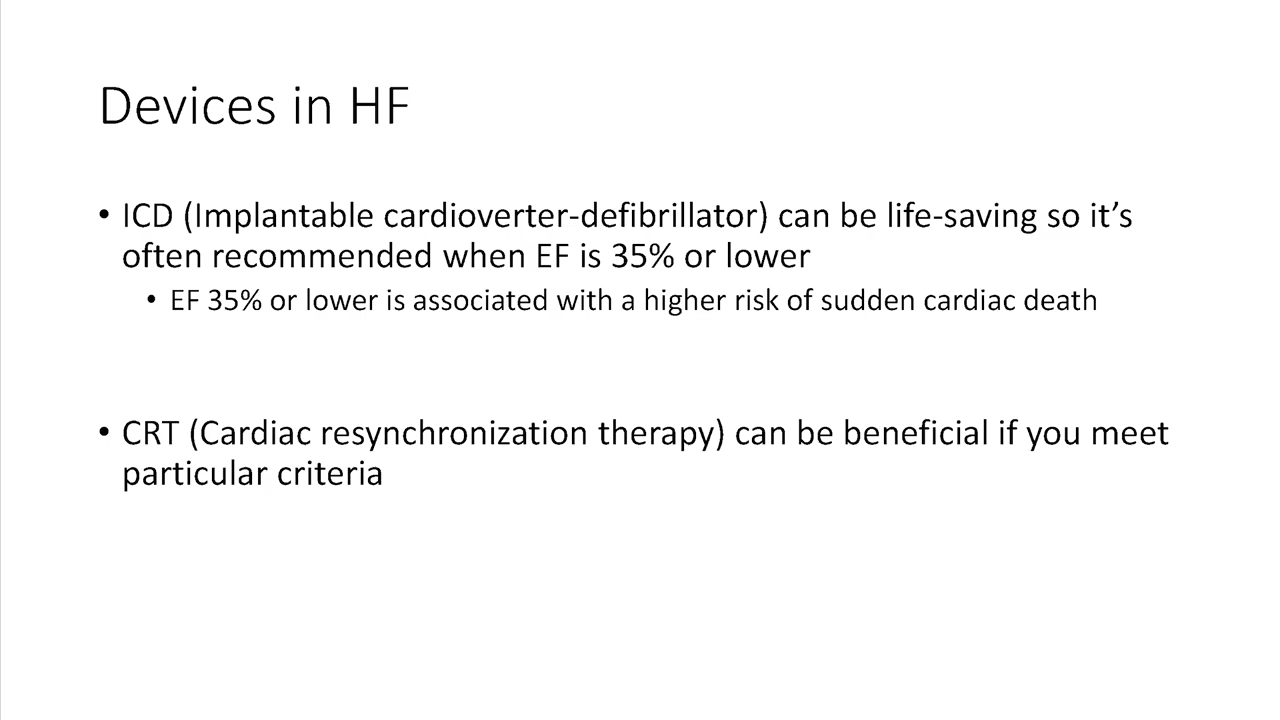 Devices in HF
• ICD (Implantable cardioverter-defibrillator) can be life-saving so it’s
often recommended when EF is 35% or lower
• EF 35% or lower is associated with a higher risk of sudden cardiac death
• CRT (Cardiac resynchronization therapy) can be beneficial if you meet
particular criteria